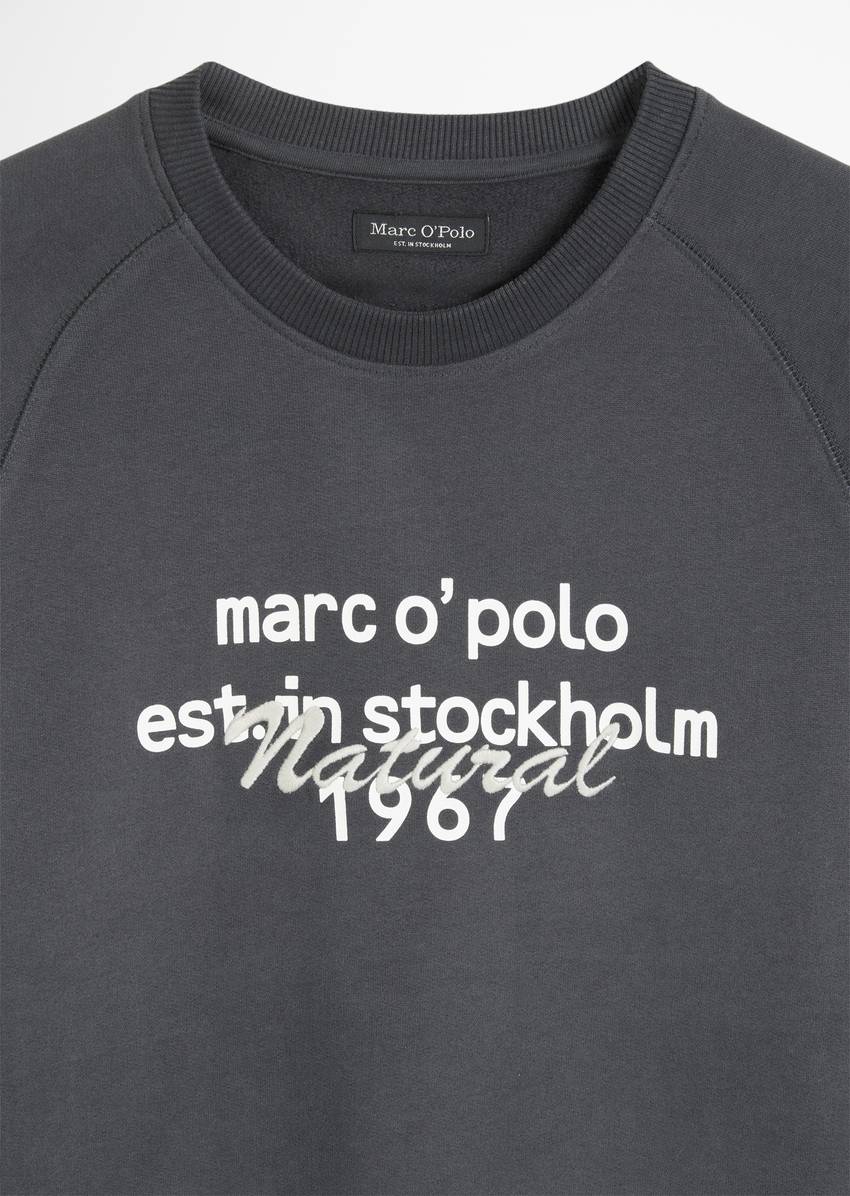 Marc O'Polo
EST. IN STOCKHOLM
marc o'polo
est.in stockholm
Natural
1967